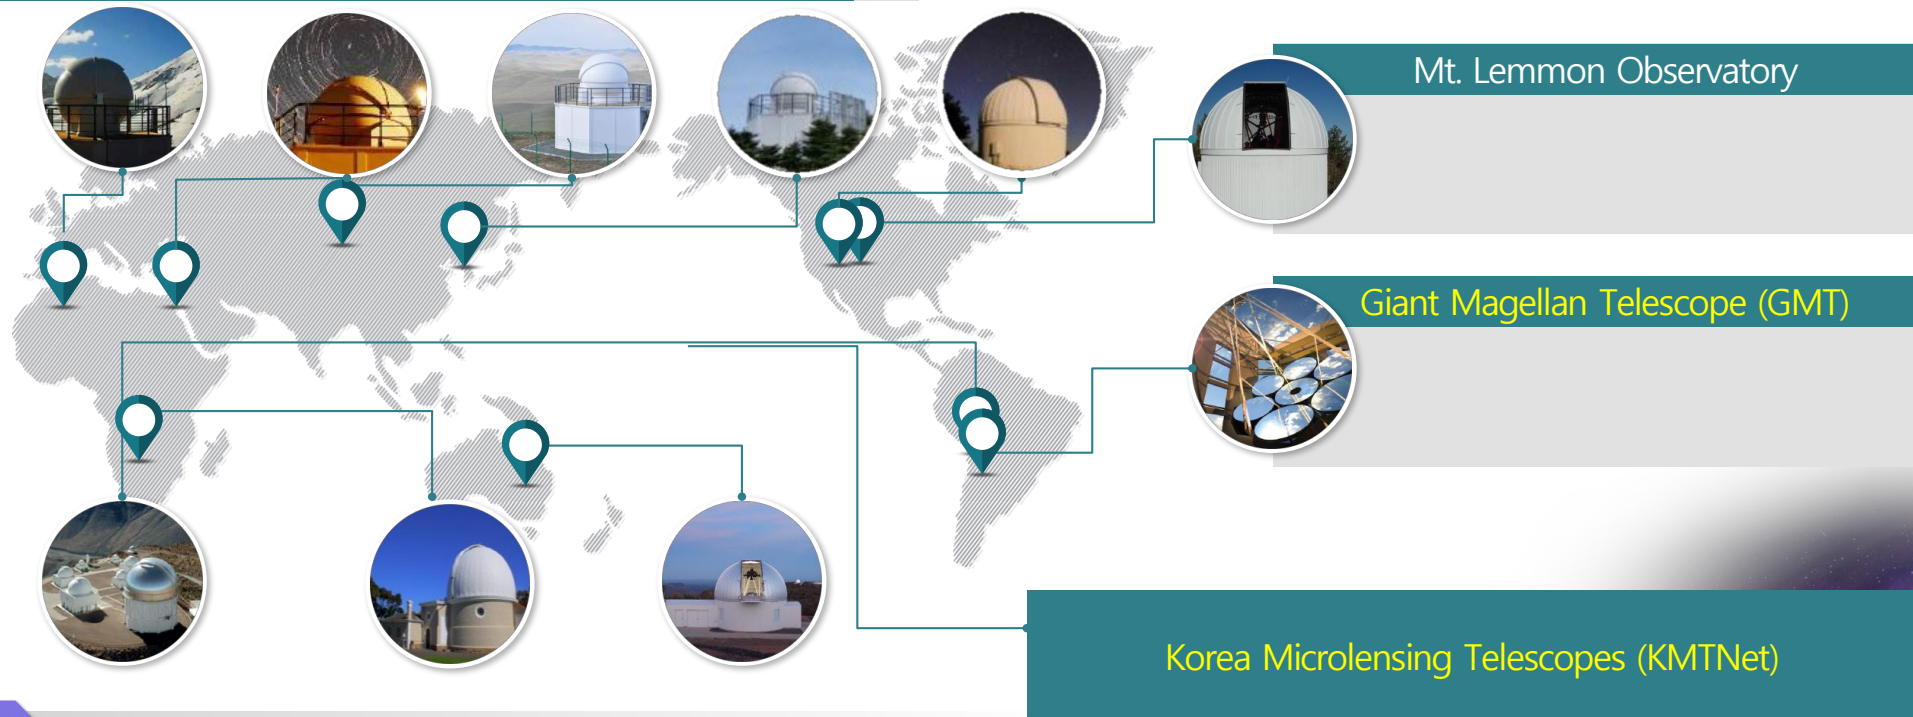 Mt. Lemmon Observatory
Giant Magellan Telescope (GMT)
Korea Microlensing Telescopes (KMTNet)